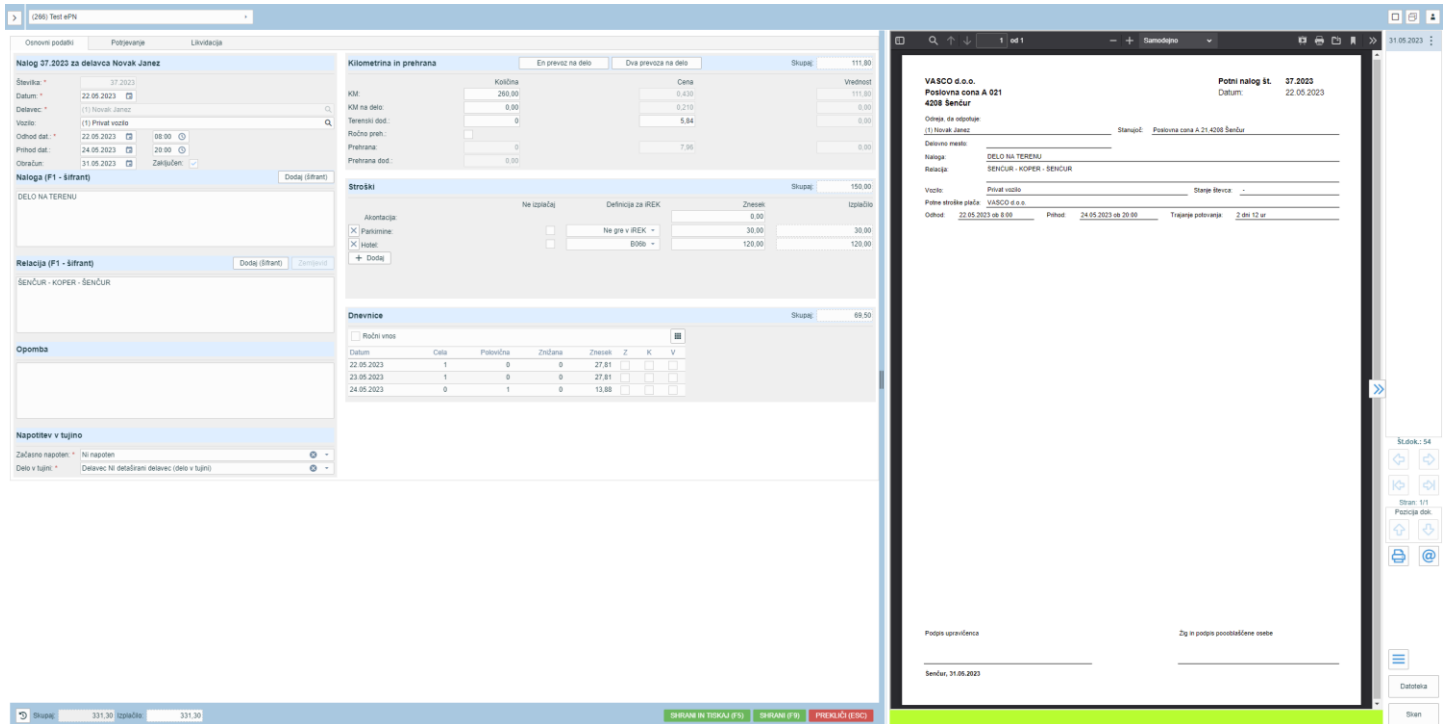 (266) Test ePN
Osnovni podatki Potrjevanje Likvidacija
Nalog 37.2023 za delavca Novak Janez
Številka: * 37.2023
Datum: * 22.05.2023
Delavec: * (1) Novak Janez
Vozilo: (1) Privat vozilo
Odhod dat.: * 22.05.2023 08:00
Prihod dat.: 24.05.2023 20:00
Obračun: 31.05.2023 Zaključen:
Naloga (F1 - šifrant) Dodaj (šifrant)
DELO NA TERENU
Relacija (F1 - šifrant) Dodaj (šifrant) Zemljevid
ŠENČUR - KOPER - ŠENČUR
Opomba
Napotitev v tujino
Začasno napoten: * Ni napoten
Delo v tujini: * Delavec NI detaširani delavec (delo v tujini)
Kilometrina in prehrana En prevoz na delo Dva prevoza na delo Skupaj: 111,80
Količina Cena Vrednost
KM: 260,00 0,430 111,80
KM na delo: 0,00 0,210 0,00
Terenski dod.: 0 5,84 0,00
Ročno preh.:
Prehrana: 0 7,96 0,00
Prehrana dod.: 0,00
Stroški Skupaj: 150,00
Ne izplačaj Definicija za iREK Znesek Izplačilo
Akontacija: 0,00
Parkirnine: Ne gre v iREK 30,00 30,00
Hotel: B06b 120,00 120,00
+ Dodaj
Dnevnice Skupaj: 69,50
Ročni vnos
Datum Cela Polovična Znižana Znesek Z K V
22.05.2023 1 0 0 27,81
23.05.2023 1 0 0 27,81
24.05.2023 0 1 0 13,88
Skupaj: 331,30 Izplačilo: 331,30
SHRANI IN TISKAJ (F5) SHRANI (F9) PREKLIČI (ESC)
1 od 1 Samodejno
VASCO d.o.o. Potni nalog št. 37.2023
Poslovna cona A 021 Datum: 22.05.2023
4208 Šenčur
Odreja, da odpotuje:
(1) Novak Janez Stanujoč: Poslovna cona A 21,4208 Šenčur
Delovno mesto:
Naloga: DELO NA TERENU
Relacija: ŠENČUR - KOPER - ŠENČUR
Vozilo: Privat vozilo Stanje števca: -
Potne stroške plača: VASCO d.o.o.
Odhod: 22.05.2023 ob 8:00 Prihod: 24.05.2023 ob 20:00 Trajanje potovanja: 2 dni 12 ur
Podpis upravičenca Žig in podpis pooblaščene osebe
Šenčur, 31.05.2023
31.05.2023
Št.dok.: 54
Stran: 1/1
Pozicija dok.
Datoteka
Sken